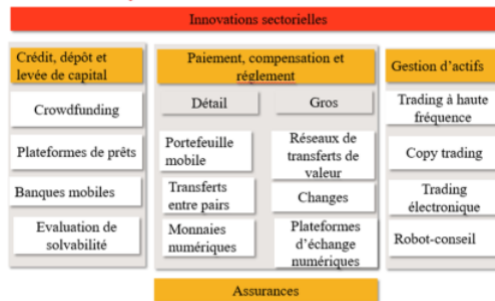 Innovations sectorielles
Crédit, dépôt et
levée de capital
Crowdfunding
Plateformes de prêts
Banques mobiles
Evaluation de
solvabilité
Paiement, compensation et
réglement
Détail
Portefeuille
mobile
Transferts
entre pairs
Monnaies
numériques
Gros
Réseaux de
transferts de
valeur
Changes
Plateformes
d'échange
numériques
Gestion d'actifs
Trading à haute
fréquence
Copy trading
Trading
électronique
Robot-conseil
Assurances